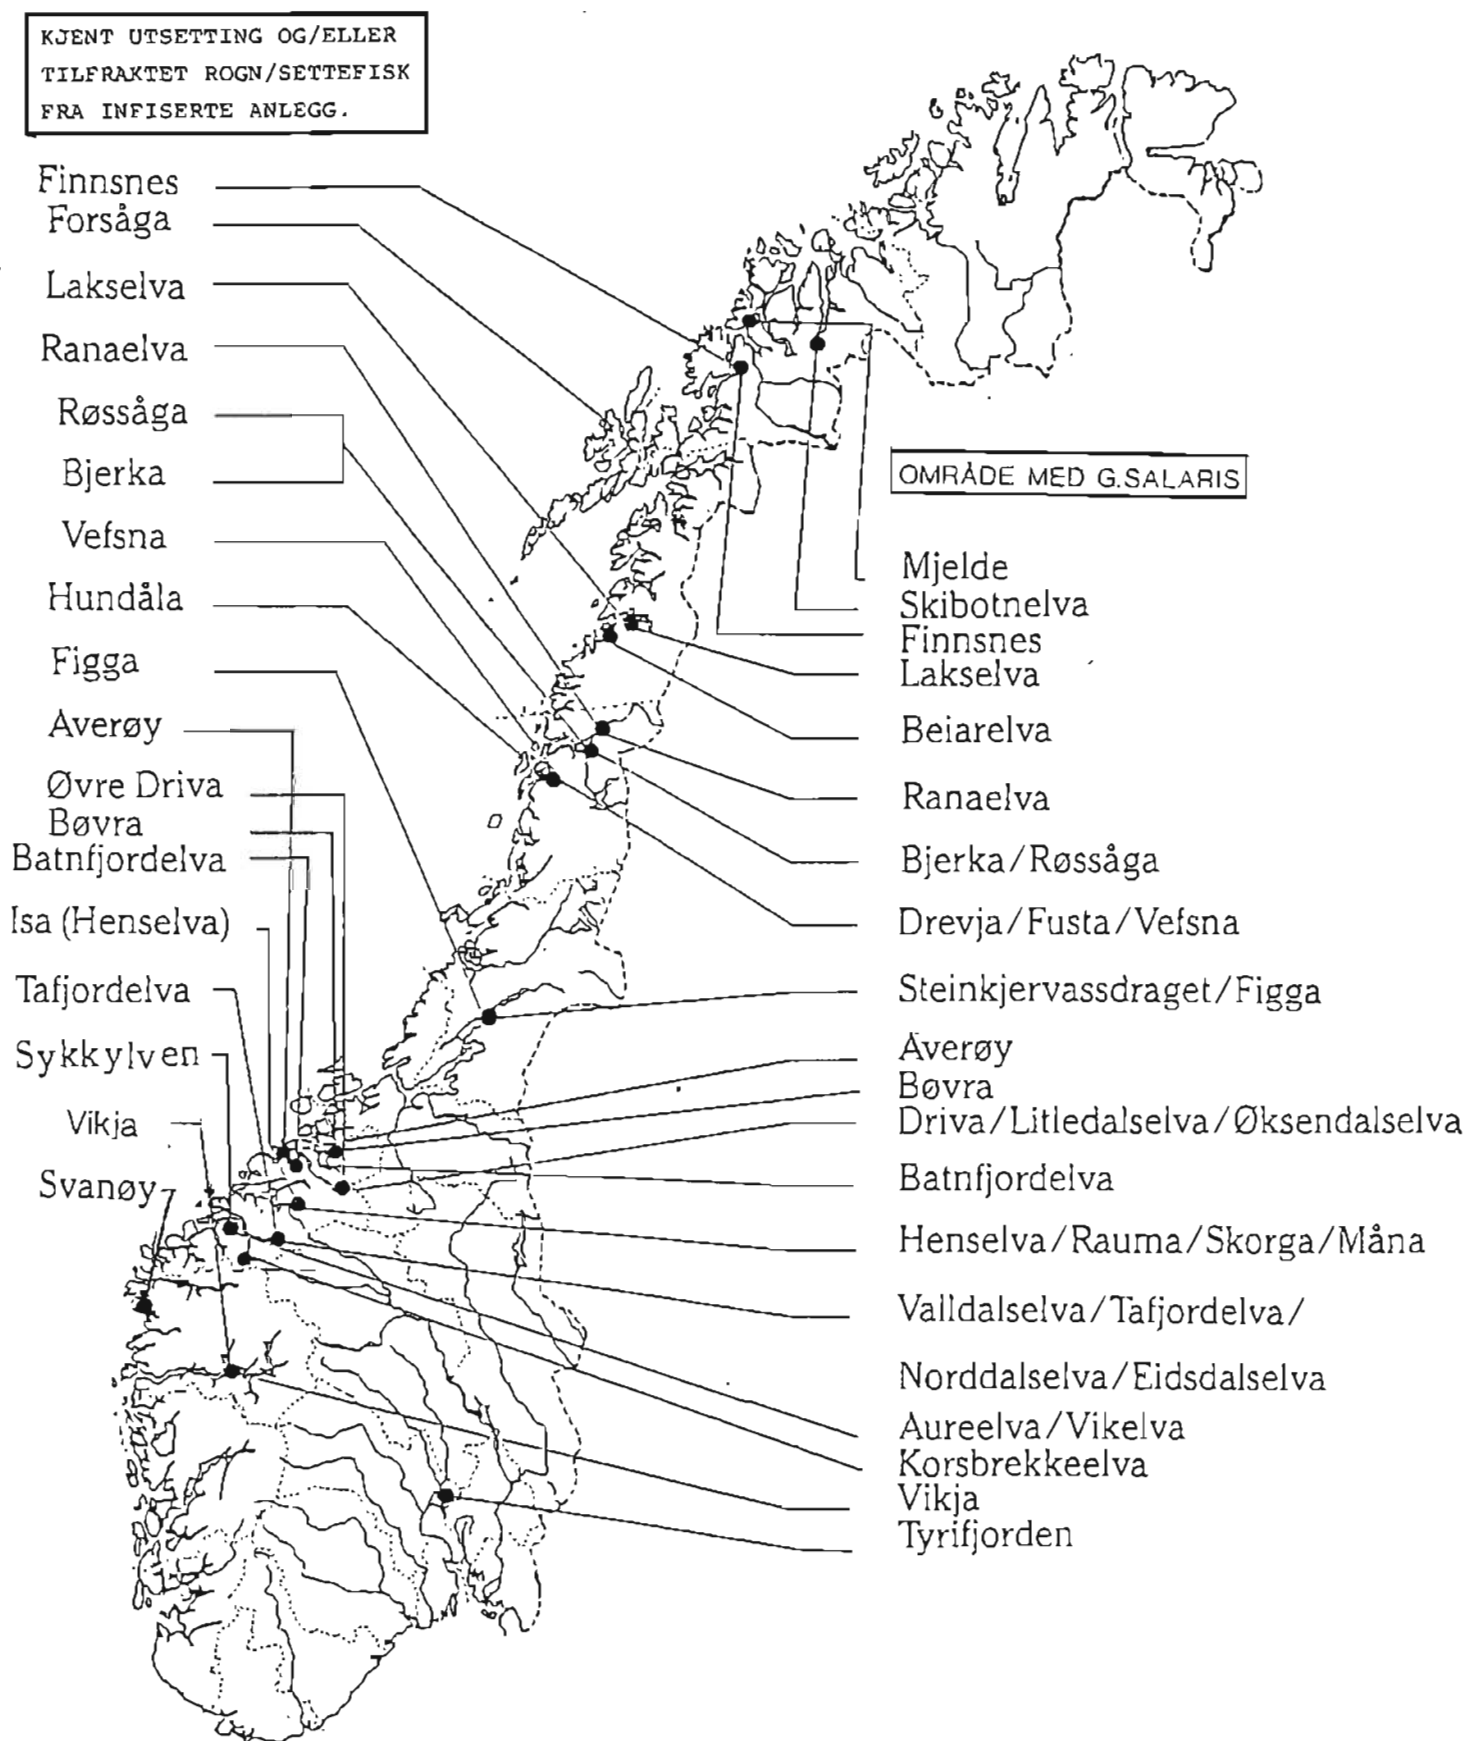 KJENT UTSETTING OG/ELLER
TILFRAKTET ROGN/SETTEFISK
FRA INFISERTE ANLEGG.
Finnsnes
Forsåga
Lakselva
Ranaelva
Røssåga
Bjerka
Vefsna
Hundåla
Figga
Averøy
Øvre Driva
Bøvra
Batnfjordelva
Isa (Henselva)
Tafjordelva
Sykkylven
Vikja
Svanøy
OMRÅDE MED G.SALARIS
Mjelde
Skibotnelva
Finnsnes
Lakselva
Beiarelva
Ranaelva
Bjerka/Røssåga
Drevja/Fusta/Vefsna
Steinkjervassdraget/Figga
Averøy
Bøvra
Driva/Litledalselva/Øksendalselva
Batnfjordelva
Henselva/Rauma/Skorga/Måna
Valldalselva/Tafjordelva/
Norddalselva/Eidsdalselva
Aureelva/Vikelva
Korsbrekkeelva
Vikja
Tyrifjorden